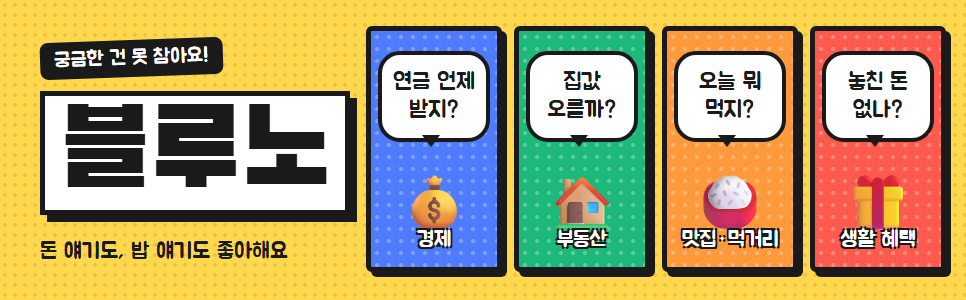 궁금한 건 못 참아요!
블루노
돈 얘기도, 밥 얘기도 좋아해요
연금 언제
받지?
경제
집값
오를까?
부동산
오늘 뭐
먹지?
맛집·먹거리
놓친 돈
없나?
생활 혜택